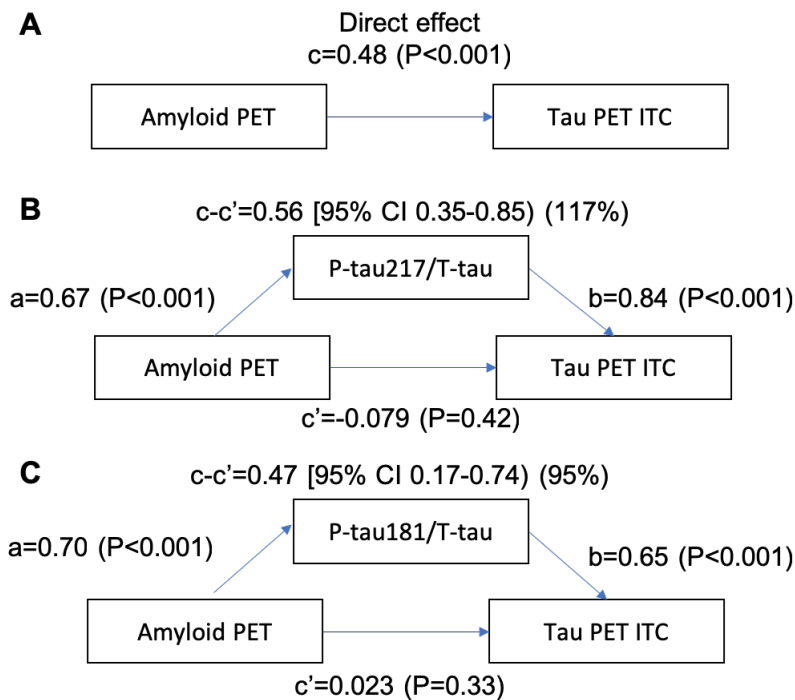 A
Direct effect
c=0.48 (P<0.001)
Amyloid PET
Tau PET ITC
B
c-c’=0.56 [95% CI 0.35-0.85) (117%)
P-tau217/T-tau
a=0.67 (P<0.001)
b=0.84 (P<0.001)
Amyloid PET
Tau PET ITC
c’=-0.079 (P=0.42)
C
c-c’=0.47 [95% CI 0.17-0.74) (95%)
P-tau181/T-tau
a=0.70 (P<0.001)
b=0.65 (P<0.001)
Amyloid PET
Tau PET ITC
c’=0.023 (P=0.33)